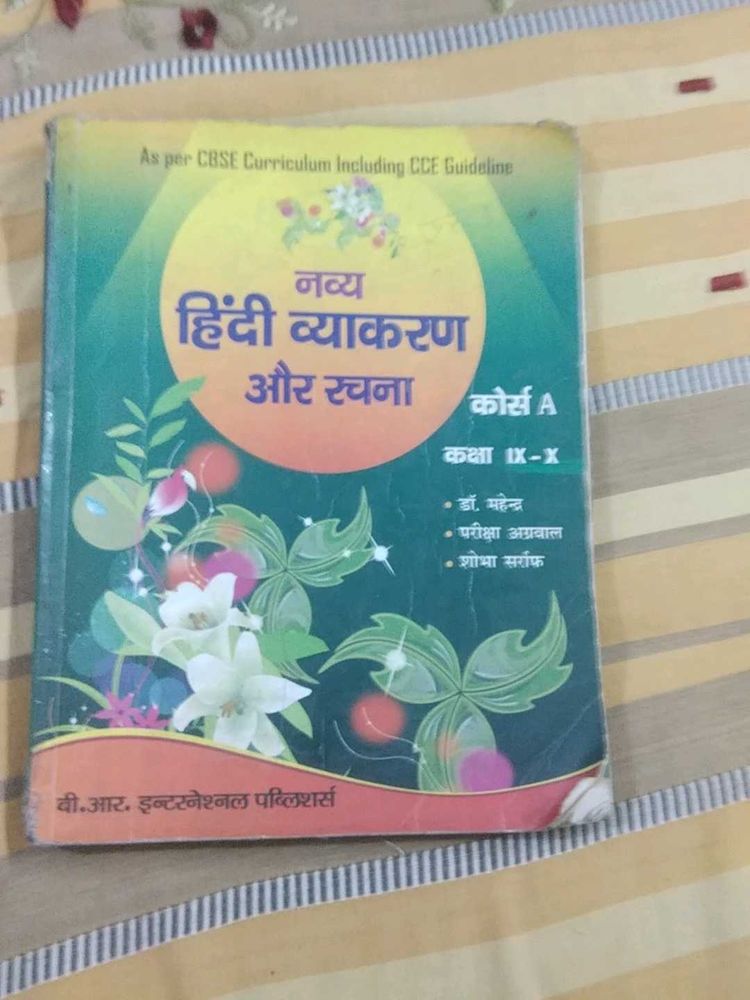 As per CBSE Curriculum Including CCE Guideline
नव्य
हिंदी व्याकरण
और रचना
कोर्स A
कक्षा IX-X
• डॉ. महेन्द्र
• परीक्षा अग्रवाल
• शोभा सर्राफ
वी.आर. इन्टरनेश्नल पब्लिशर्स